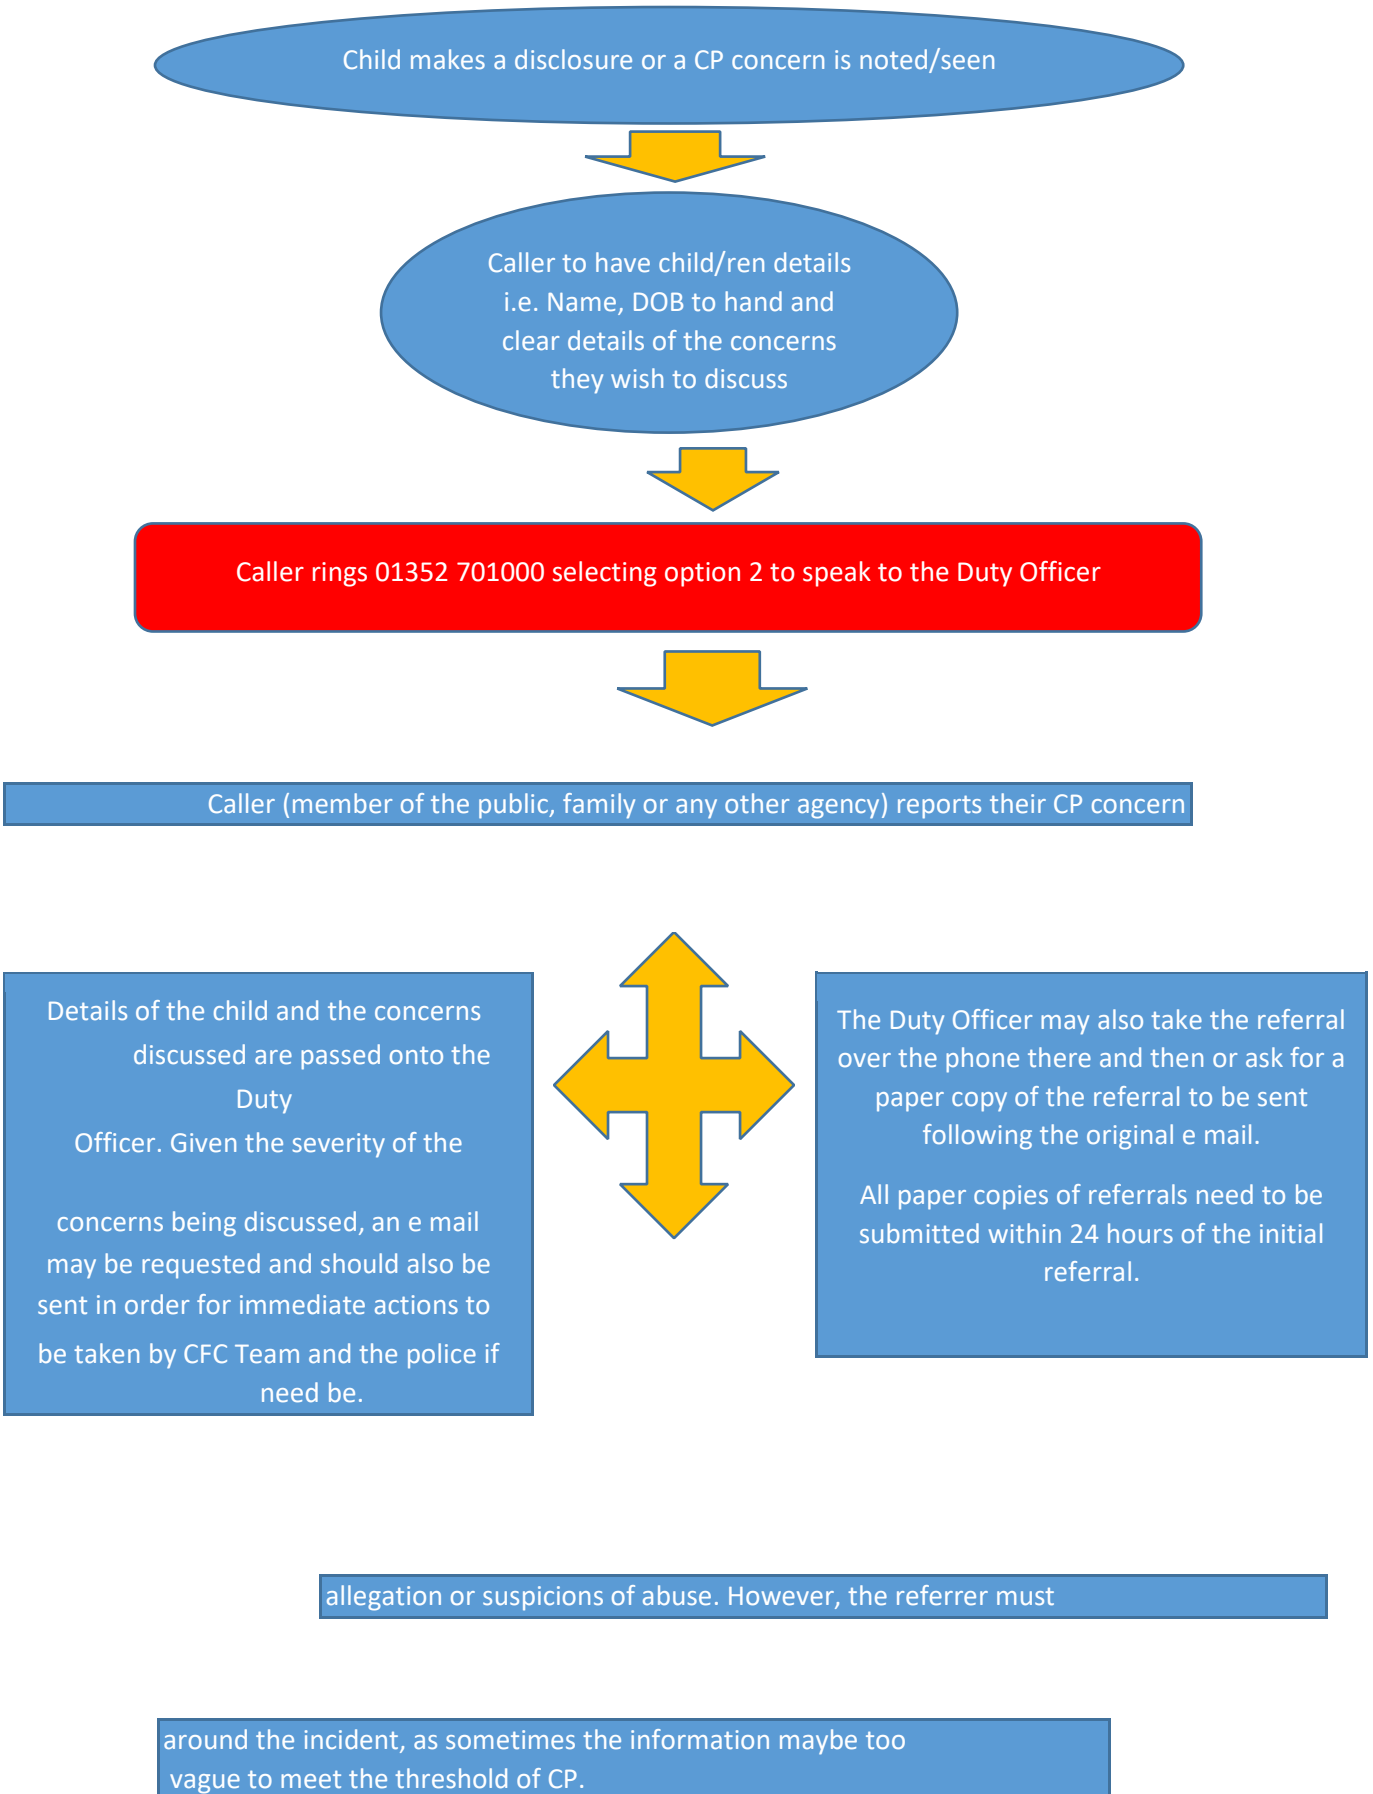 Child makes a disclosure or a CP concern is noted/seen
Caller to have child/ren details
i.e. Name, DOB to hand and
clear details of the concerns
they wish to discuss
Caller rings 01352 701000 selecting option 2 to speak to the Duty Officer
Caller (member of the public, family or any other agency) reports their CP concern
Details of the child and the concerns
discussed are passed onto the
Duty
Officer. Given the severity of the
concerns being discussed, an e mail
may be requested and should also be
sent in order for immediate actions to
be taken by CFC Team and the police if
need be.
The Duty Officer may also take the referral
over the phone there and then or ask for a
paper copy of the referral to be sent
following the original e mail.
All paper copies of referrals need to be
submitted within 24 hours of the initial
referral.
allegation or suspicions of abuse. However, the referrer must
around the incident, as sometimes the information maybe too
vague to meet the threshold of CP.